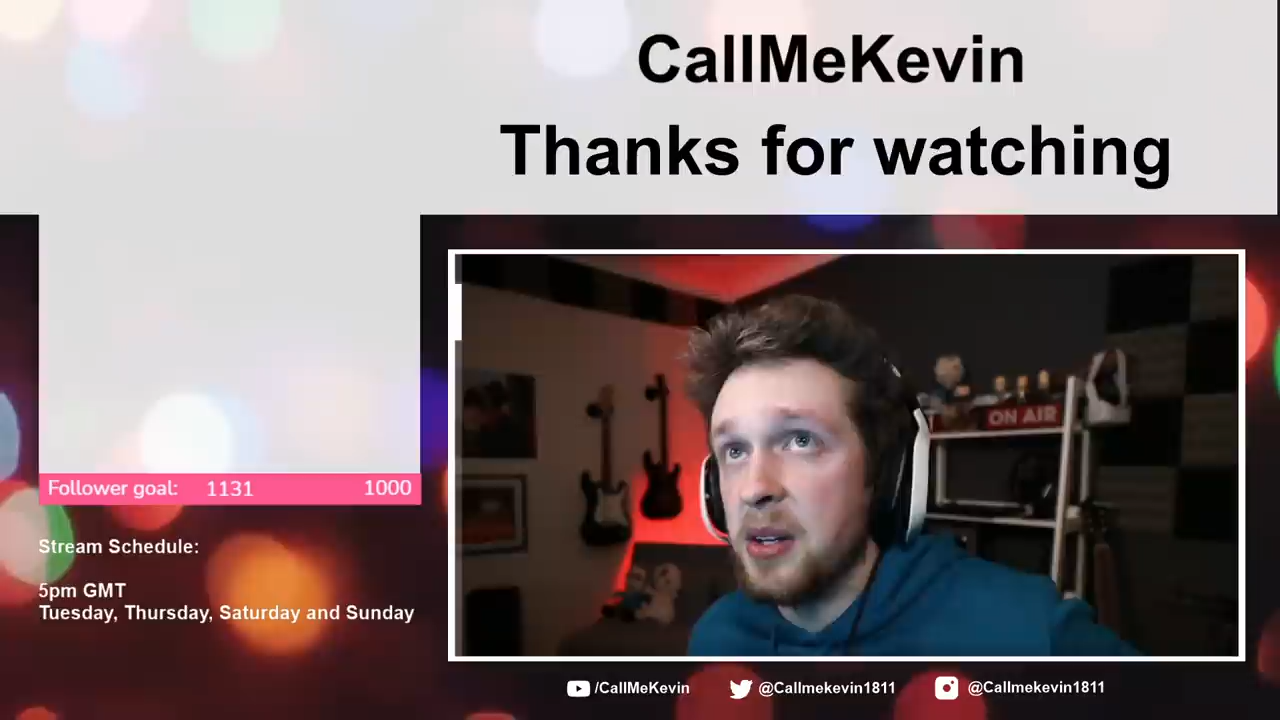 CallMeKevin
Thanks for watching
ON AIR
Follower goal: 1131 1000
Stream Schedule:
5pm GMT
Tuesday, Thursday, Saturday and Sunday
/CallMeKevin @Callmekevin1811 @Callmekevin1811